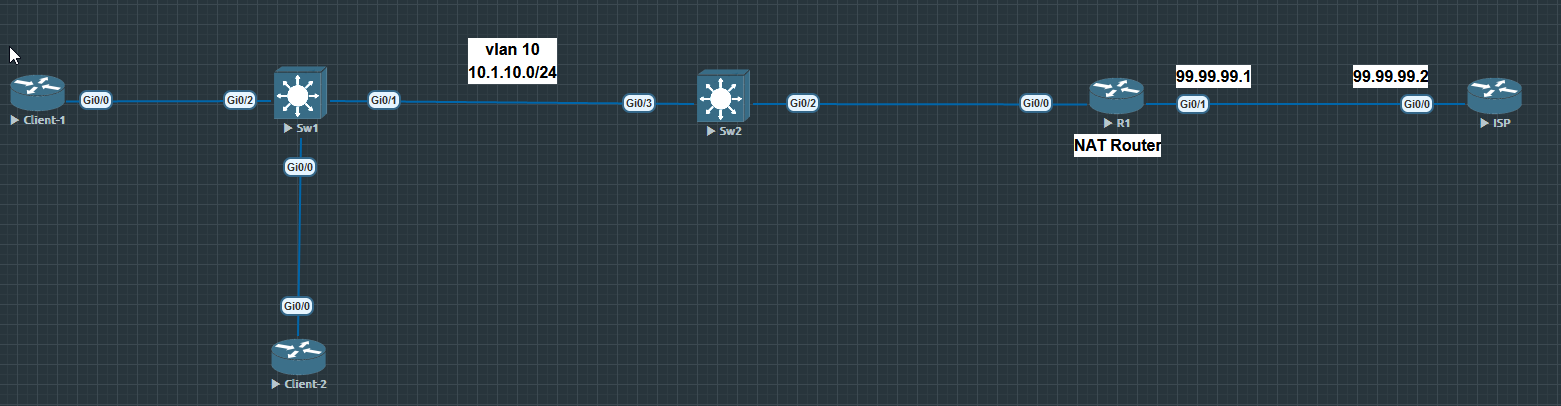 vlan 10
10.1.10.0/24
99.99.99.1
99.99.99.2
Gi0/0
Gi0/2
Gi0/1
Gi0/3
Gi0/2
Gi0/0
Gi0/1
Gi0/0
Client-1
Sw1
Sw2
R1
ISP
NAT Router
Gi0/0
Gi0/0
Client-2